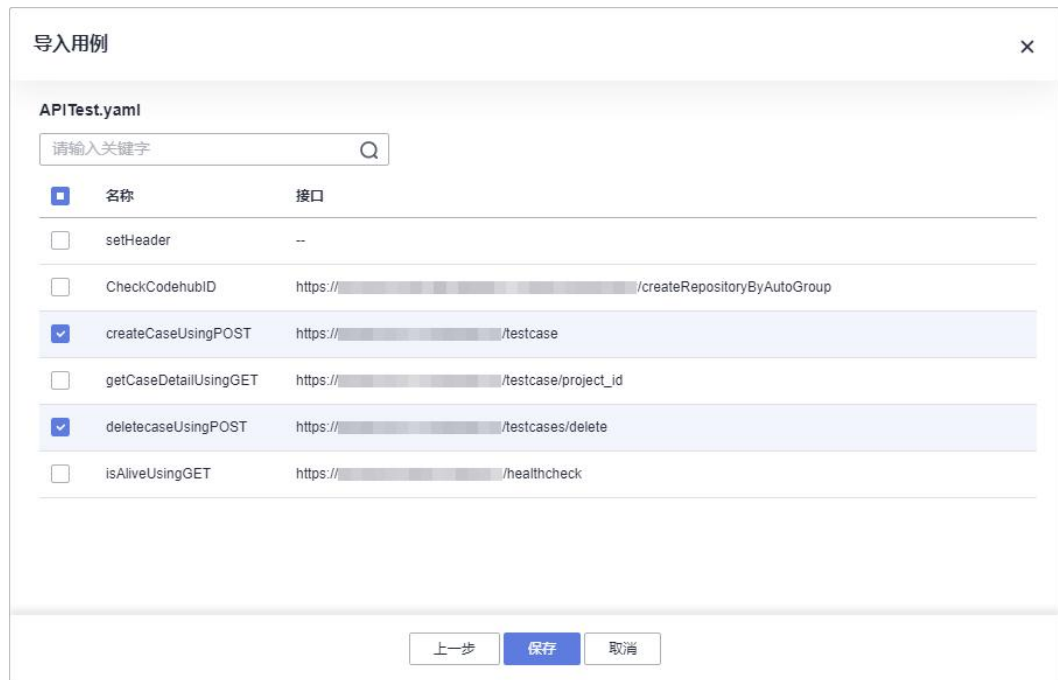 导入用例
APITest.yaml
请输入关键字
名称 接口
setHeader --
CheckCodehubID https:// /createRepositoryByAutoGroup
createCaseUsingPOST https:// /testcase
getCaseDetailUsingGET https:// /testcase/project_id
deletecaseUsingPOST https:// /testcases/delete
isAliveUsingGET https:// /healthcheck
上一步 保存 取消